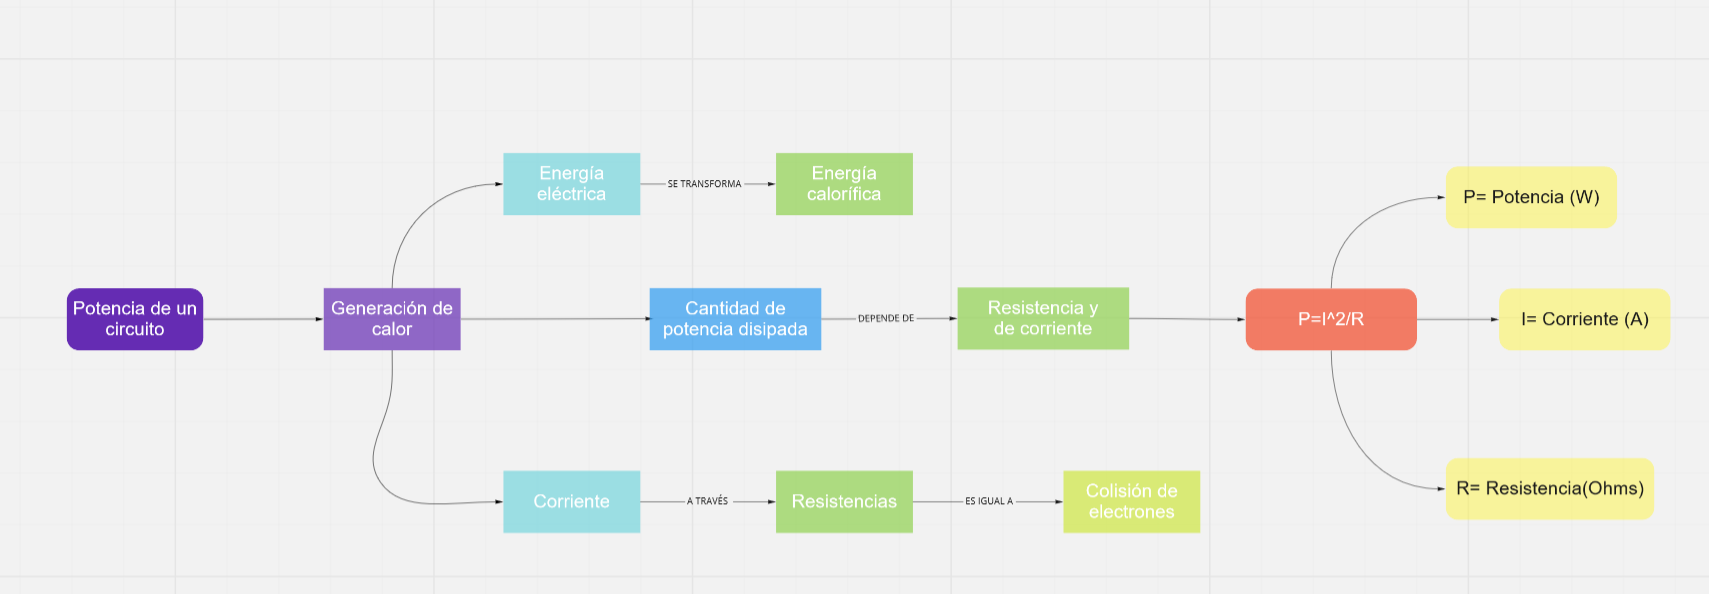 Potencia de un
circuito
Generación de
calor
Energía
eléctrica
SE TRANSFORMA
Energía
calorífica
Cantidad de
potencia disipada
DEPENDE DE
Resistencia y
de corriente
P=I^2/R
P= Potencia (W)
I= Corriente (A)
R= Resistencia(Ohms)
Corriente
A TRAVÉS
Resistencias
ES IGUAL A
Colisión de
electrones